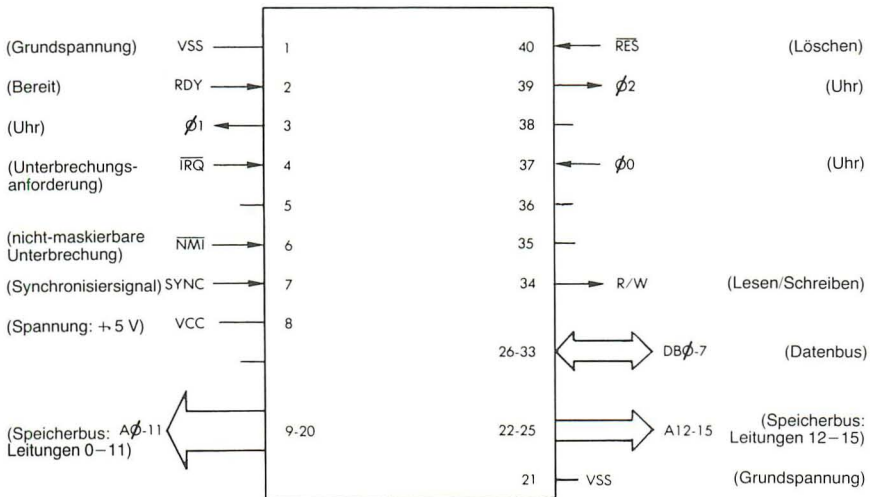 (Grundspannung) VSS 1 40 RES (Löschen)
(Bereit) RDY 2 39 ϕ2 (Uhr)
(Uhr) ϕ1 3 38
(Unterbrechungs-
anforderung) IRQ 4 37 ϕ0 (Uhr)
5 36
(nicht-maskierbare
Unterbrechung) NMI 6 35
(Synchronisiersignal) SYNC 7 34 R/W (Lesen/Schreiben)
(Spannung: +5 V) VCC 8
26-33 DBϕ-7 (Datenbus)
(Speicherbus:
Leitungen 0–11) Aϕ-11 9-20 22-25 A12-15 (Speicherbus:
Leitungen 12–15)
21 VSS (Grundspannung)